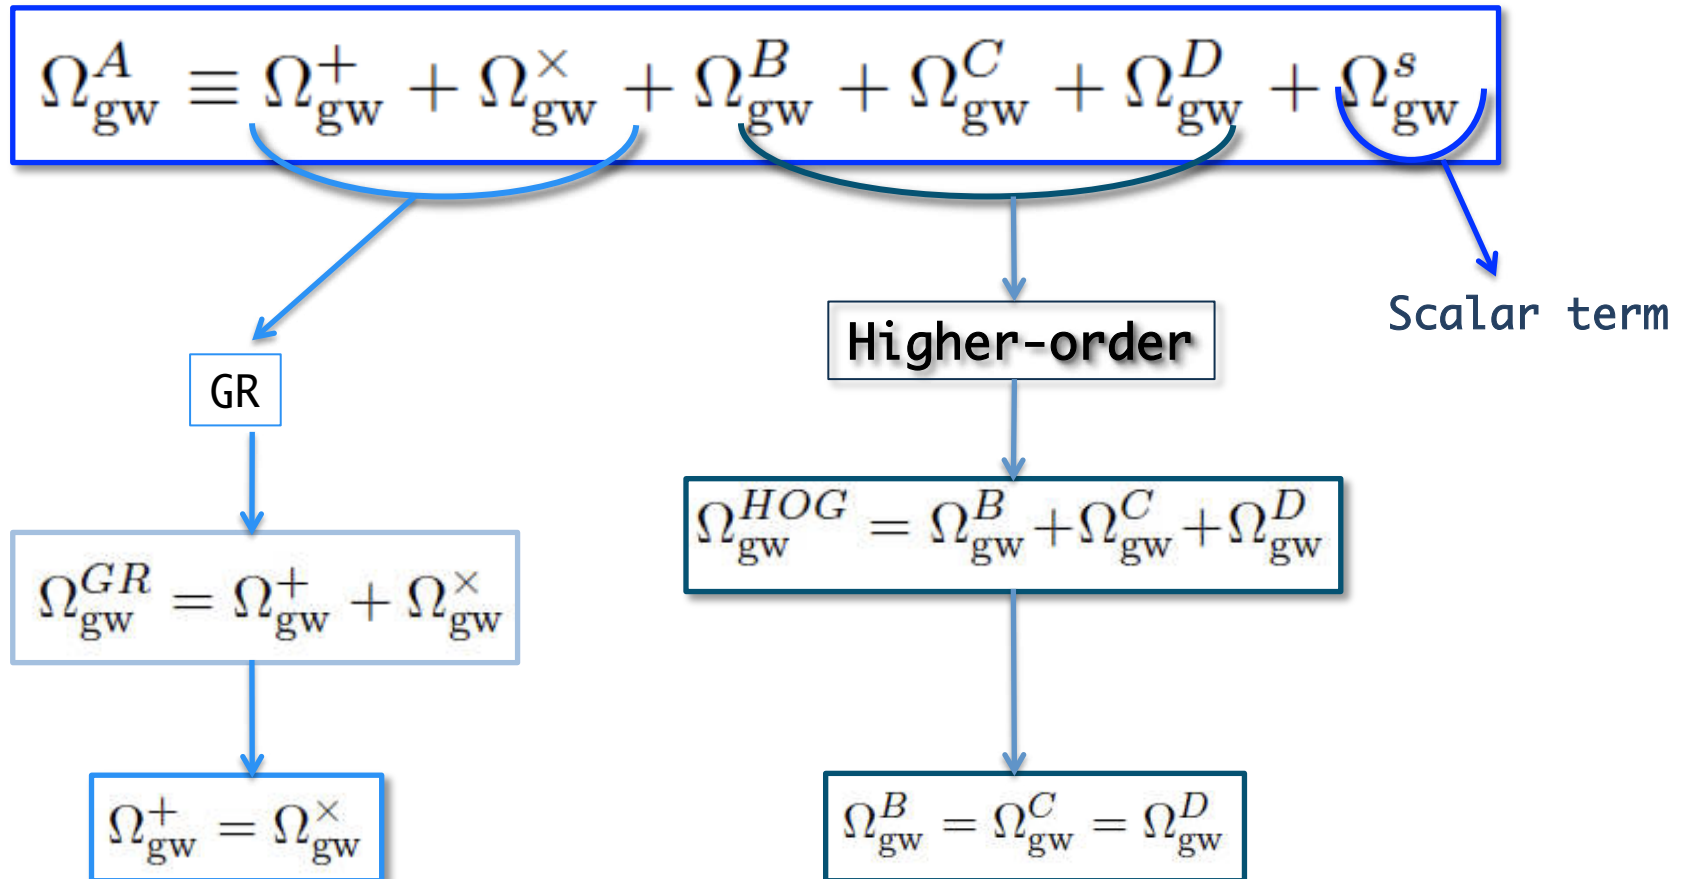 Ω_gw^A ≡ Ω_gw^+ + Ω_gw^× + Ω_gw^B + Ω_gw^C + Ω_gw^D + Ω_gw^s
Scalar term
Higher-order
GR
Ω_gw^HOG = Ω_gw^B + Ω_gw^C + Ω_gw^D
Ω_gw^GR = Ω_gw^+ + Ω_gw^×
Ω_gw^+ = Ω_gw^×
Ω_gw^B = Ω_gw^C = Ω_gw^D